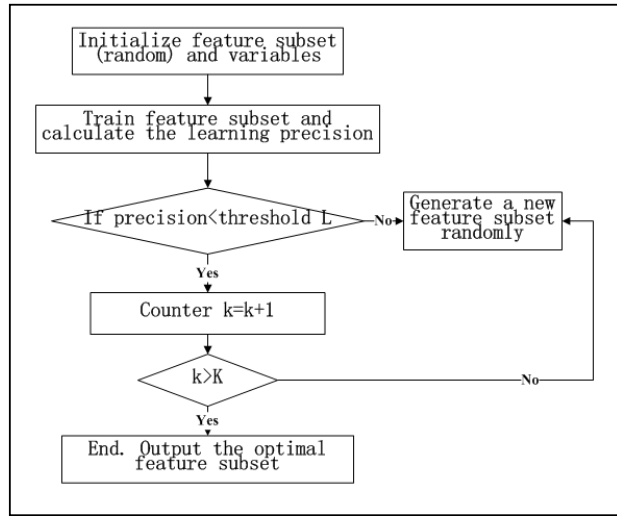 Initialize feature subset
(random) and variables
Train feature subset and
calculate the learning precision
If precision<threshold L
No
Generate a new
feature subset
randomly
Yes
Counter k=k+1
k>K
No
Yes
End. Output the optimal
feature subset